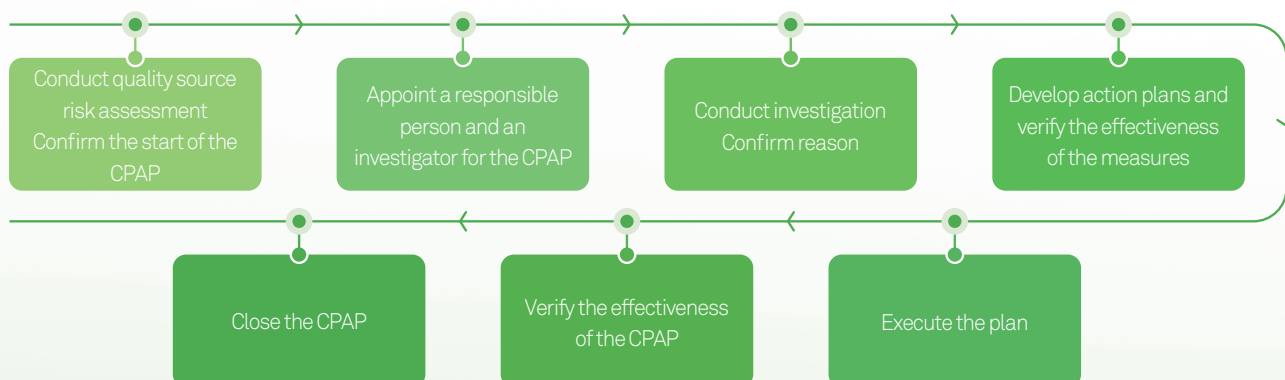 Conduct quality source
risk assessment
Confirm the start of the
CPAP
Appoint a responsible
person and an
investigator for the CPAP
Conduct investigation
Confirm reason
Develop action plans and
verify the effectiveness
of the measures
Execute the plan
Verify the effectiveness
of the CPAP
Close the CPAP